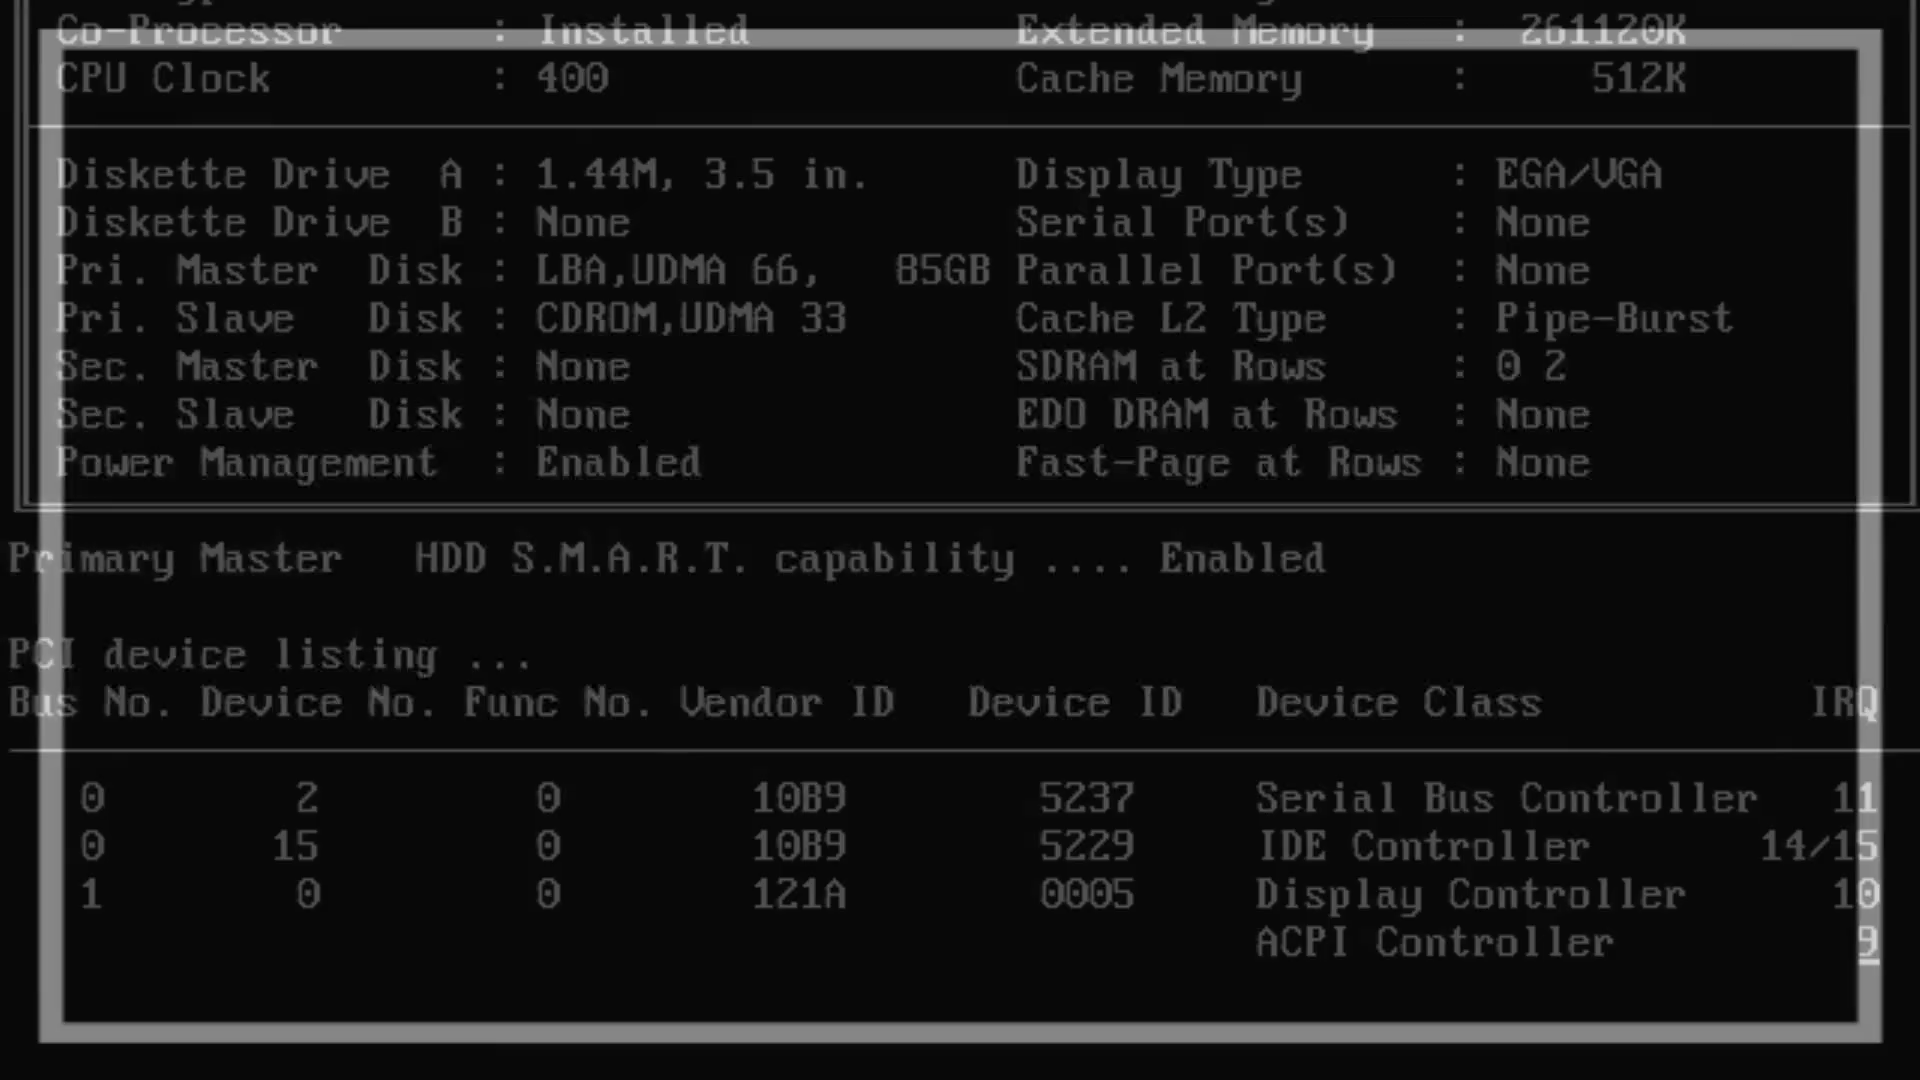 Co-Processor : Installed Extended Memory : 261120K
CPU Clock : 400 Cache Memory : 512K
Diskette Drive A : 1.44M, 3.5 in. Display Type : EGA/VGA
Diskette Drive B : None Serial Port(s) : None
Pri. Master Disk : LBA,UDMA 66, 85GB Parallel Port(s) : None
Pri. Slave Disk : CDROM,UDMA 33 Cache L2 Type : Pipe-Burst
Sec. Master Disk : None SDRAM at Rows : 0 2
Sec. Slave Disk : None EDO DRAM at Rows : None
Power Management : Enabled Fast-Page at Rows : None
Primary Master HDD S.M.A.R.T. capability .... Enabled
PCI device listing ...
Bus No. Device No. Func No. Vendor ID Device ID Device Class IRQ
0 2 0 10B9 5237 Serial Bus Controller 11
0 15 0 10B9 5229 IDE Controller 14/15
1 0 0 121A 0005 Display Controller 10
ACPI Controller 9